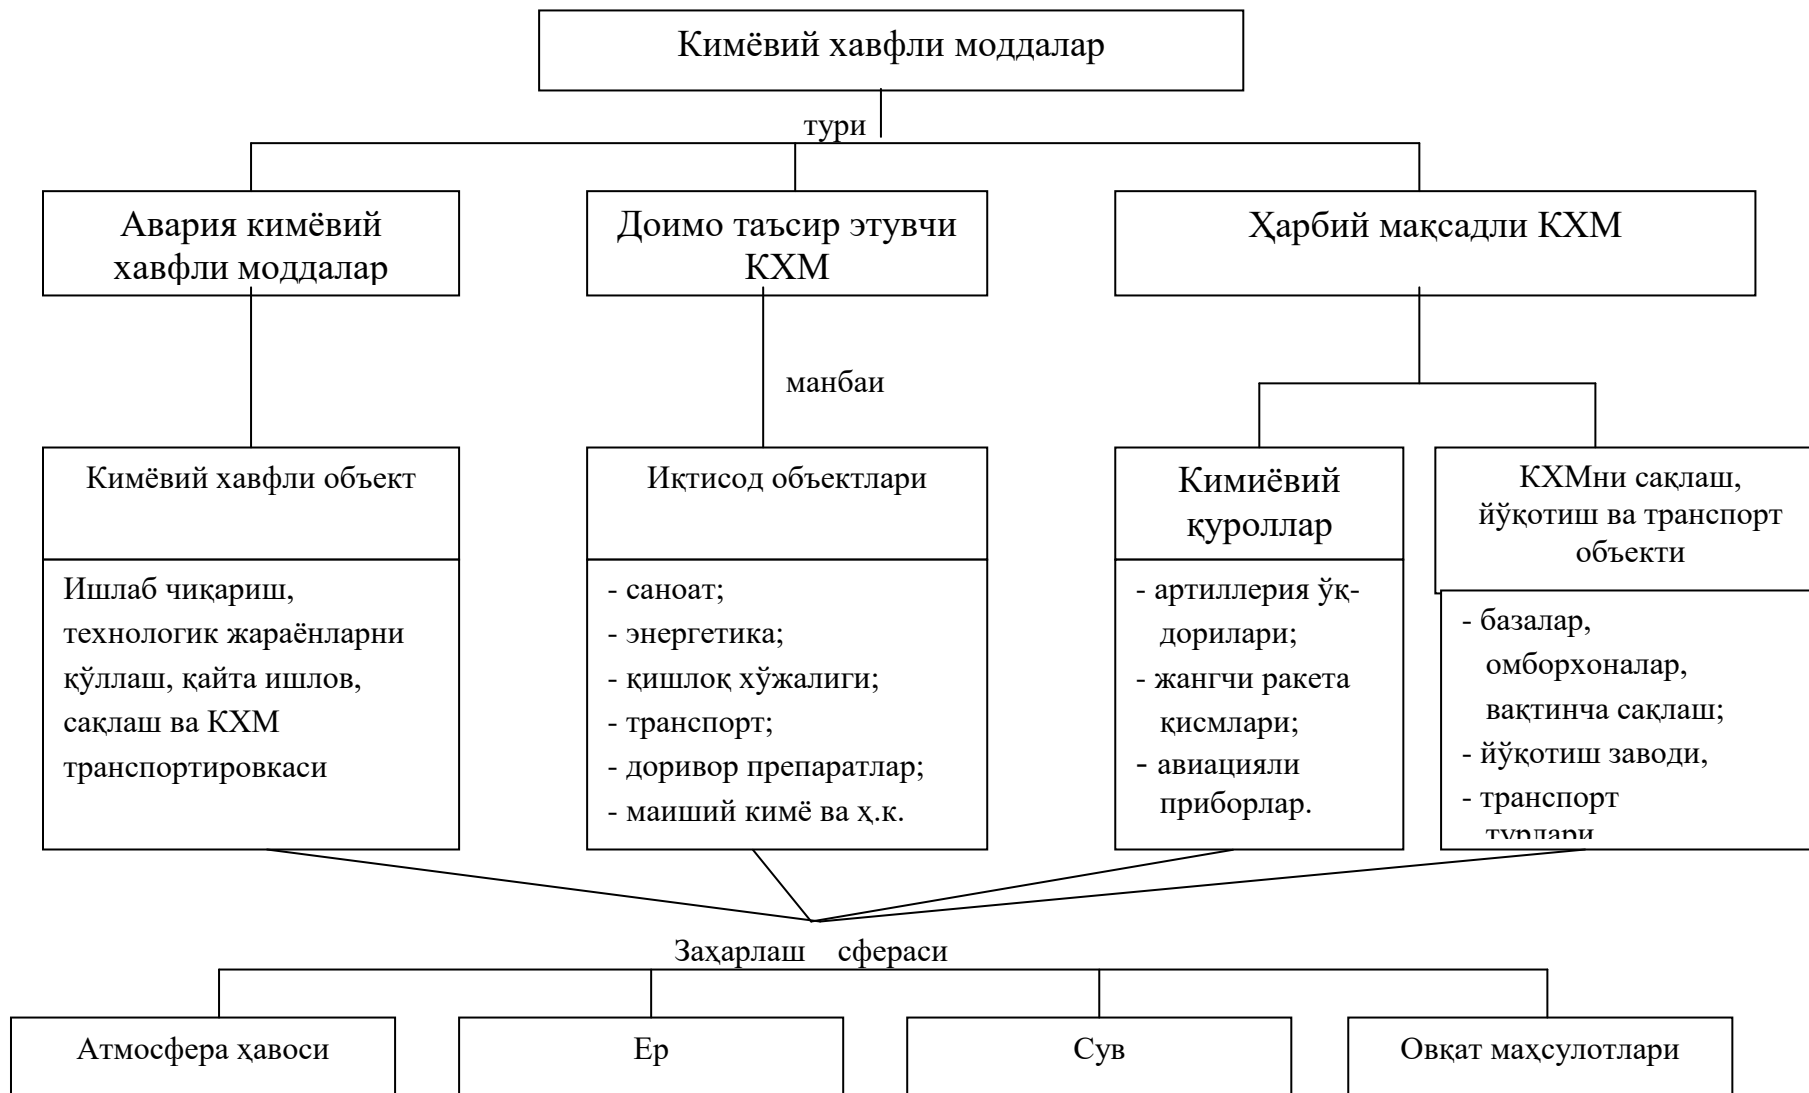 Кимёвий хавфли моддалар
тури
Авария кимёвий
хавфли моддалар
Доимо таъсир этувчи
КХМ
Ҳарбий мақсадли КХМ
манбаи
Кимёвий хавфли объект
Ишлаб чиқариш,
технологик жараёнларни
қўллаш, қайта ишлов,
сақлаш ва КХМ
транспортировкаси
Иқтисод объектлари
- саноат;
- энергетика;
- қишлоқ хўжалиги;
- транспорт;
- доривор препаратлар;
- маиший кимё ва ҳ.к.
Кимиёвий
қуроллар
- артиллерия ўқ-
дорилари;
- жангчи ракета
қисмлари;
- авиацияли
приборлар.
КХМни сақлаш,
йўқотиш ва транспорт
объекти
- базалар,
омборхоналар,
вақтинча сақлаш;
- йўқотиш заводи,
- транспорт
турлари
Заҳарлаш сфераси
Атмосфера ҳавоси
Ер
Сув
Овқат маҳсулотлари